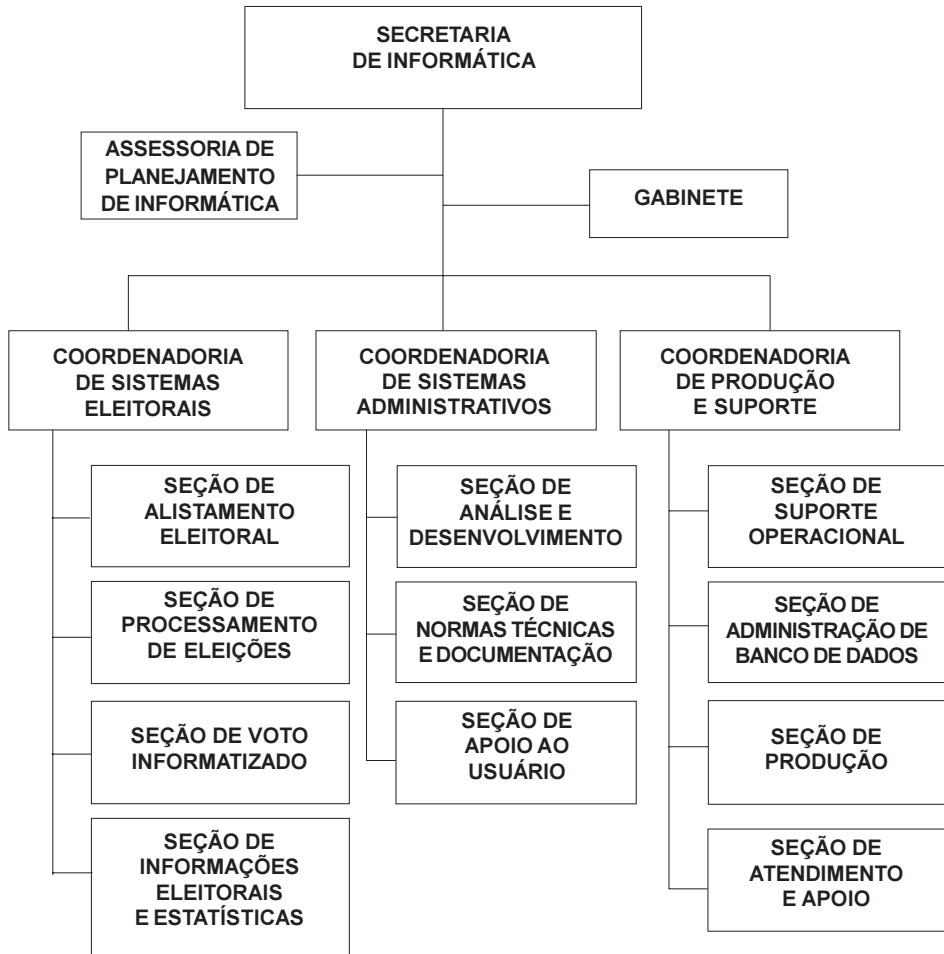 SECRETARIA
DE INFORMÁTICA
ASSESSORIA DE
PLANEJAMENTO
DE INFORMÁTICA
GABINETE
COORDENADORIA
DE SISTEMAS
ELEITORAIS
SEÇÃO DE
ALISTAMENTO
ELEITORAL
SEÇÃO DE
PROCESSAMENTO
DE ELEIÇÕES
SEÇÃO DE VOTO
INFORMATIZADO
SEÇÃO DE
INFORMAÇÕES
ELEITORAIS
E ESTATÍSTICAS
COORDENADORIA
DE SISTEMAS
ADMINISTRATIVOS
SEÇÃO DE
ANÁLISE E
DESENVOLVIMENTO
SEÇÃO DE
NORMAS TÉCNICAS
E DOCUMENTAÇÃO
SEÇÃO DE
APOIO AO
USUÁRIO
COORDENADORIA
DE PRODUÇÃO
E SUPORTE
SEÇÃO DE
SUPORTE
OPERACIONAL
SEÇÃO DE
ADMINISTRAÇÃO DE
BANCO DE DADOS
SEÇÃO DE
PRODUÇÃO
SEÇÃO DE
ATENDIMENTO
E APOIO